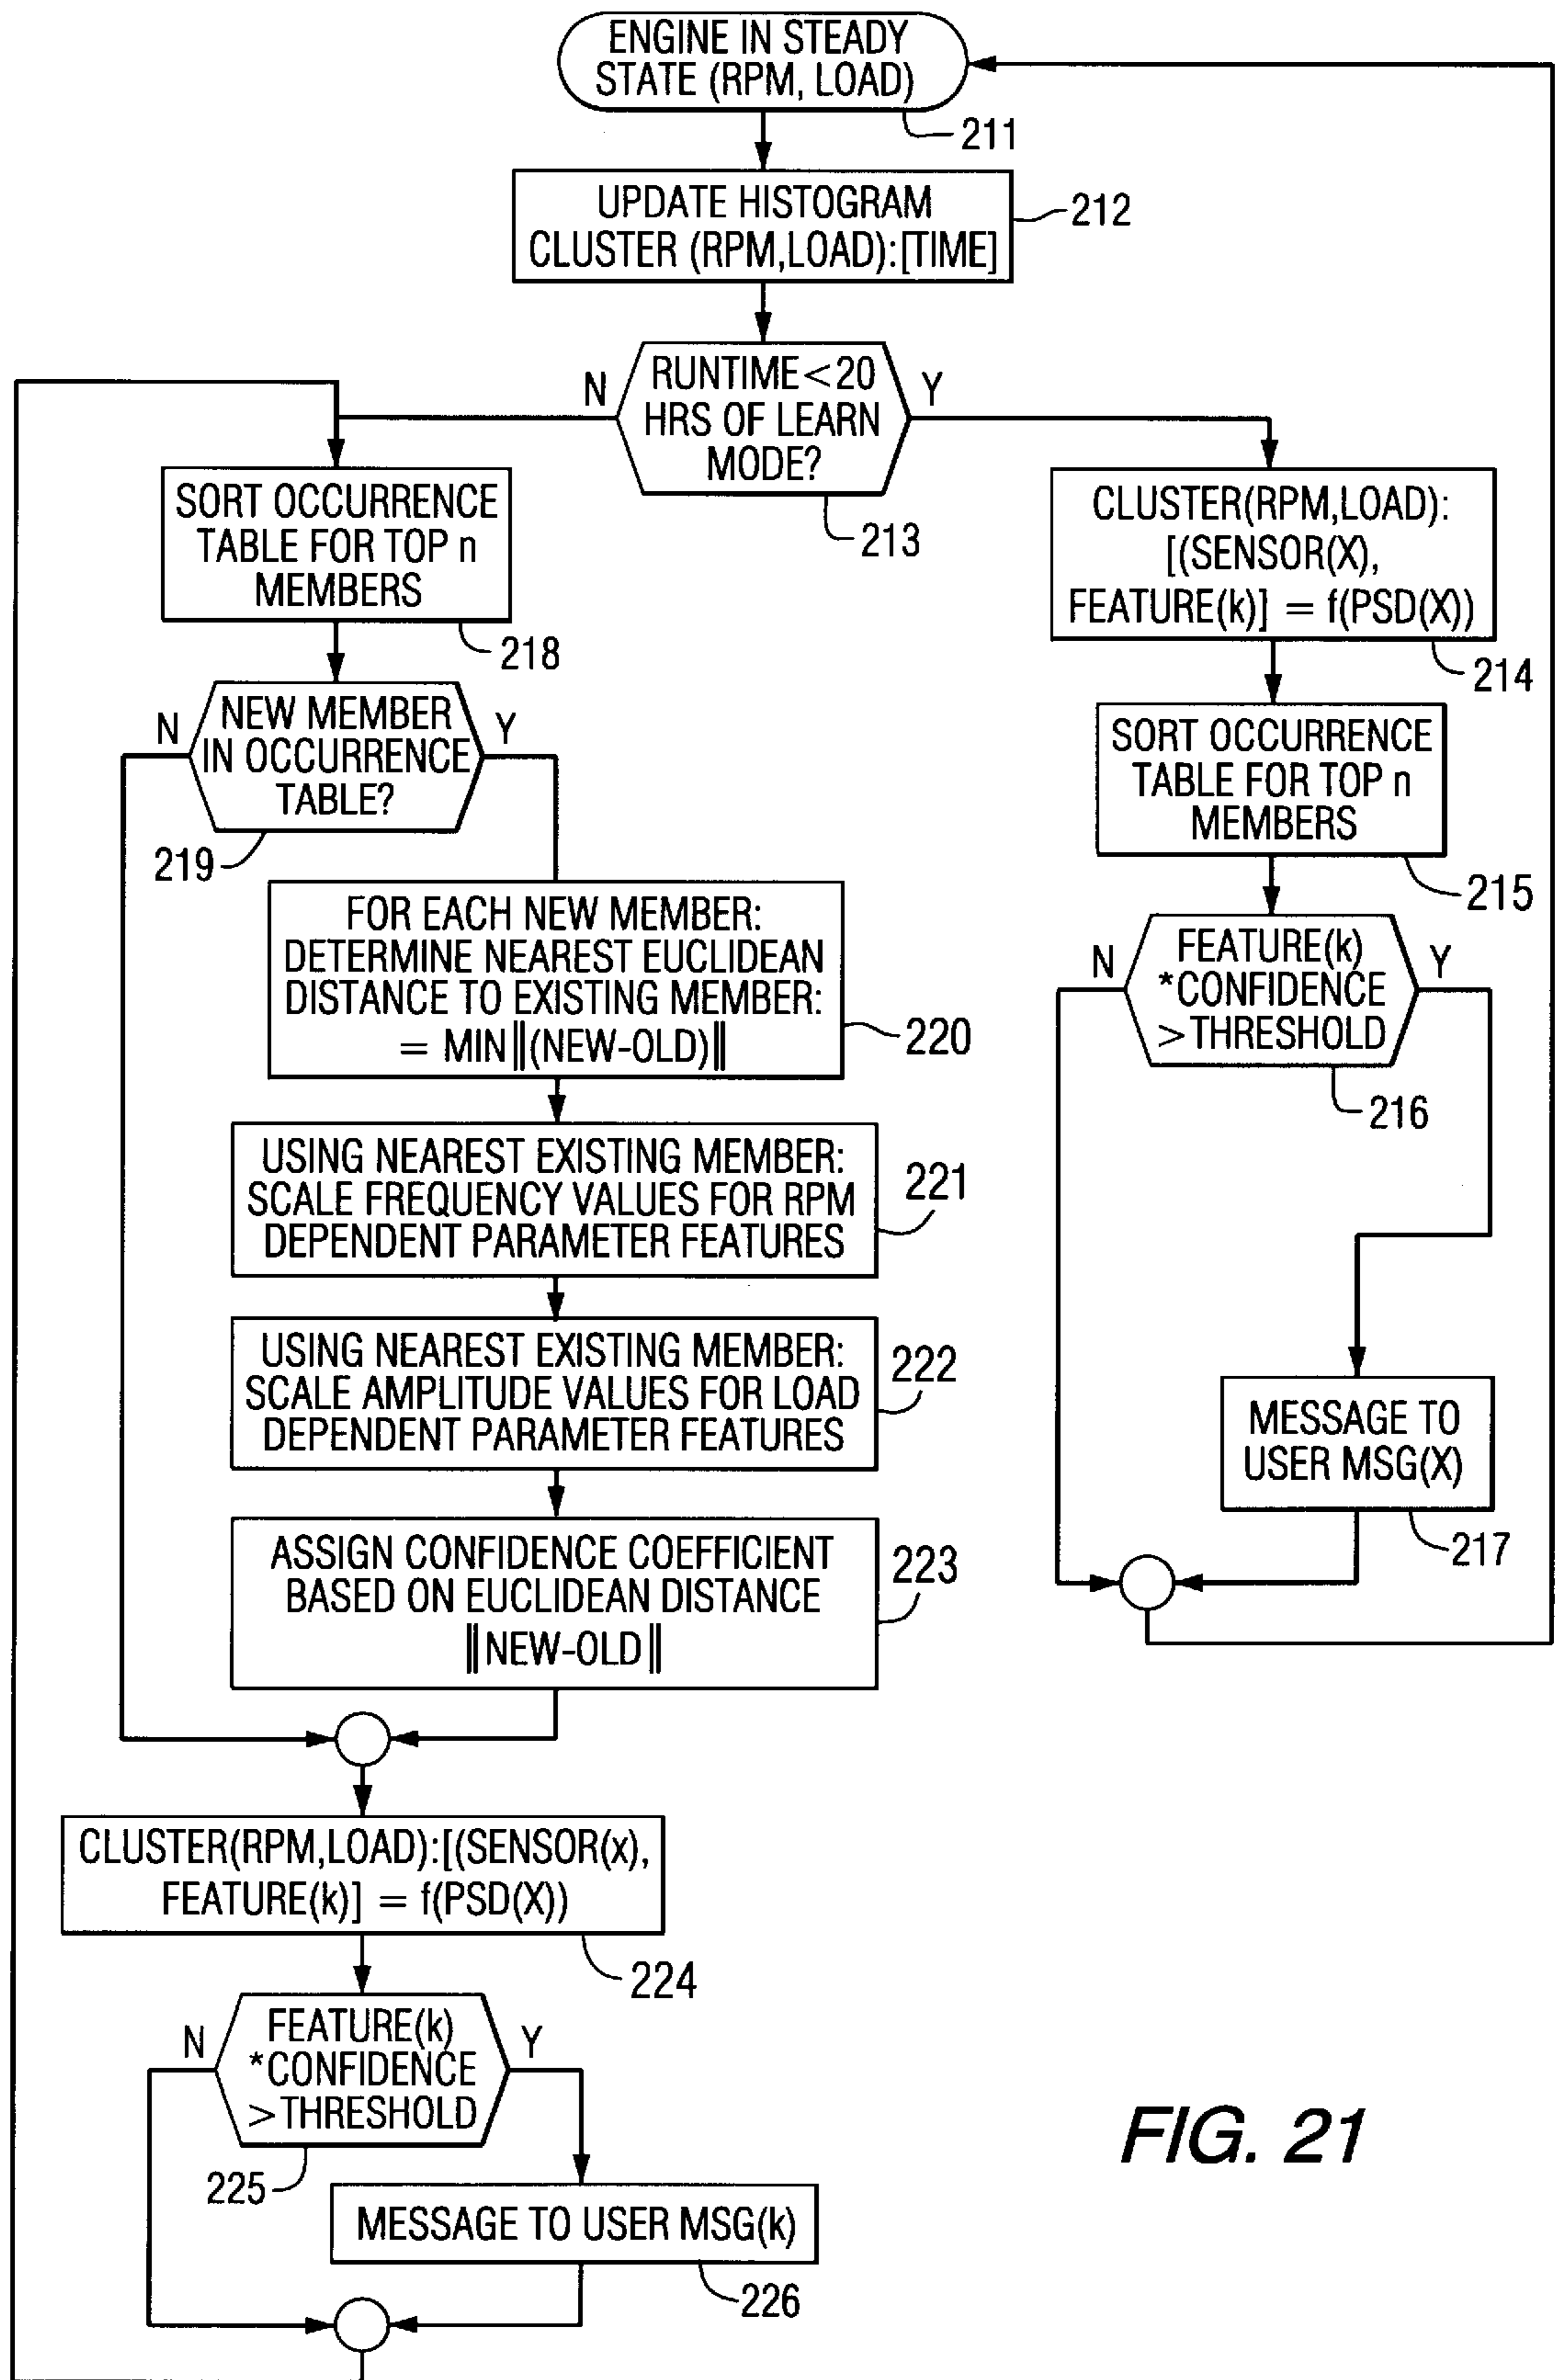 ENGINE IN STEADY
STATE (RPM, LOAD)
211
UPDATE HISTOGRAM
CLUSTER (RPM,LOAD):[TIME]
212
N
RUNTIME<20
HRS OF LEARN
MODE?
Y
213
SORT OCCURRENCE
TABLE FOR TOP n
MEMBERS
218
CLUSTER(RPM,LOAD):
[(SENSOR(X),
FEATURE(k)] = f(PSD(X))
214
N
NEW MEMBER
IN OCCURRENCE
TABLE?
Y
219
SORT OCCURRENCE
TABLE FOR TOP n
MEMBERS
215
FOR EACH NEW MEMBER:
DETERMINE NEAREST EUCLIDEAN
DISTANCE TO EXISTING MEMBER:
= MIN||(NEW-OLD)||
220
N
FEATURE(k)
*CONFIDENCE
>THRESHOLD
Y
216
USING NEAREST EXISTING MEMBER:
SCALE FREQUENCY VALUES FOR RPM
DEPENDENT PARAMETER FEATURES
221
USING NEAREST EXISTING MEMBER:
SCALE AMPLITUDE VALUES FOR LOAD
DEPENDENT PARAMETER FEATURES
222
MESSAGE TO
USER MSG(X)
217
ASSIGN CONFIDENCE COEFFICIENT
BASED ON EUCLIDEAN DISTANCE
||NEW-OLD||
223
CLUSTER(RPM,LOAD):[(SENSOR(x),
FEATURE(k)] = f(PSD(X))
224
N
FEATURE(k)
*CONFIDENCE
>THRESHOLD
Y
225
MESSAGE TO USER MSG(k)
226
FIG. 21